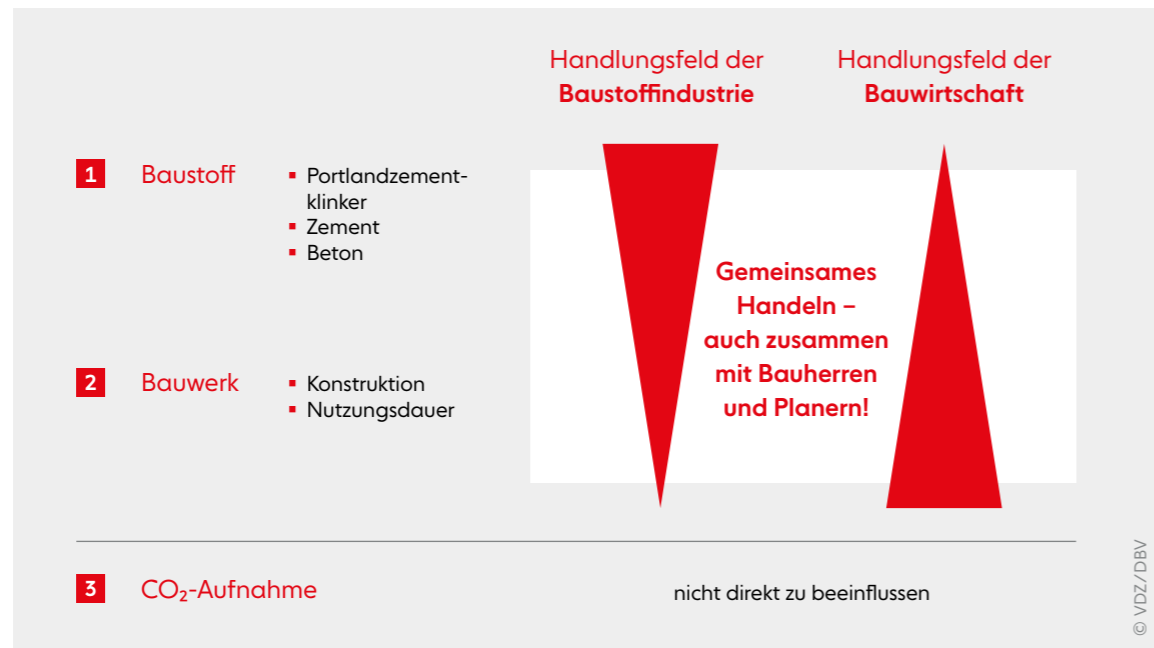 Handlungsfeld der
Baustoffindustrie
Handlungsfeld der
Bauwirtschaft
1
Baustoff
▪ Portlandzement-
klinker
▪ Zement
▪ Beton
Gemeinsames
Handeln –
auch zusammen
mit Bauherren
und Planern!
2
Bauwerk
▪ Konstruktion
▪ Nutzungsdauer
3
CO₂-Aufnahme
nicht direkt zu beeinflussen
© VDZ/DBV